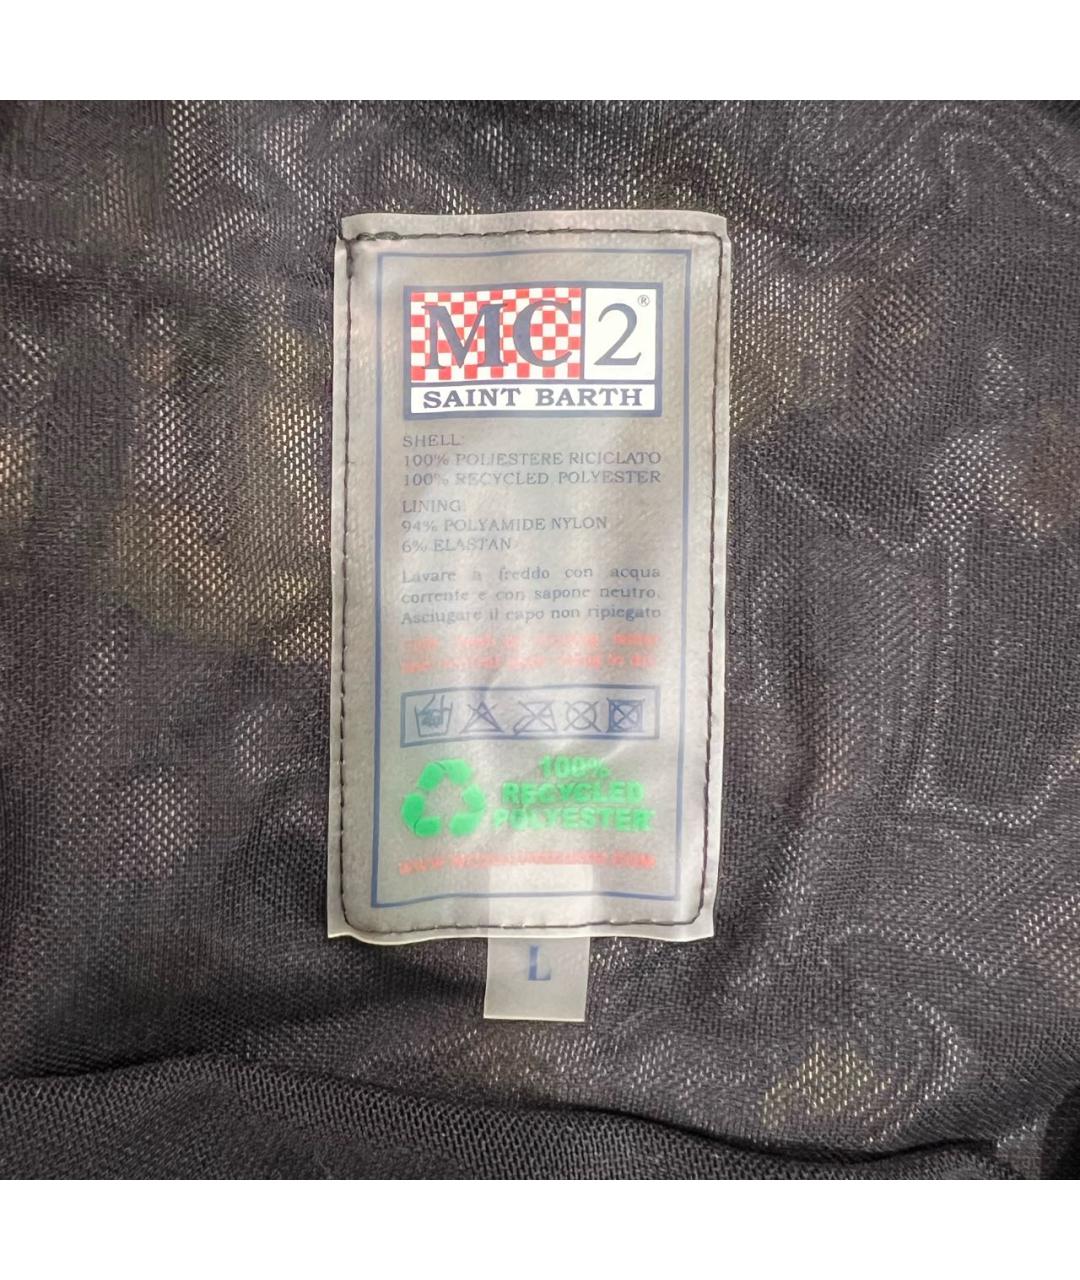 MC2®
SAINT BARTH
SHELL:
100% POLIESTERE RICICLATO
100% RECYCLED POLYESTER
LINING:
94% POLYAMIDE NYLON
6% ELASTAN
Lavare a freddo con acqua
corrente e con sapone neutro.
Asciugare il capo non ripiegato
40
100%
RECYCLED
POLYESTER
L